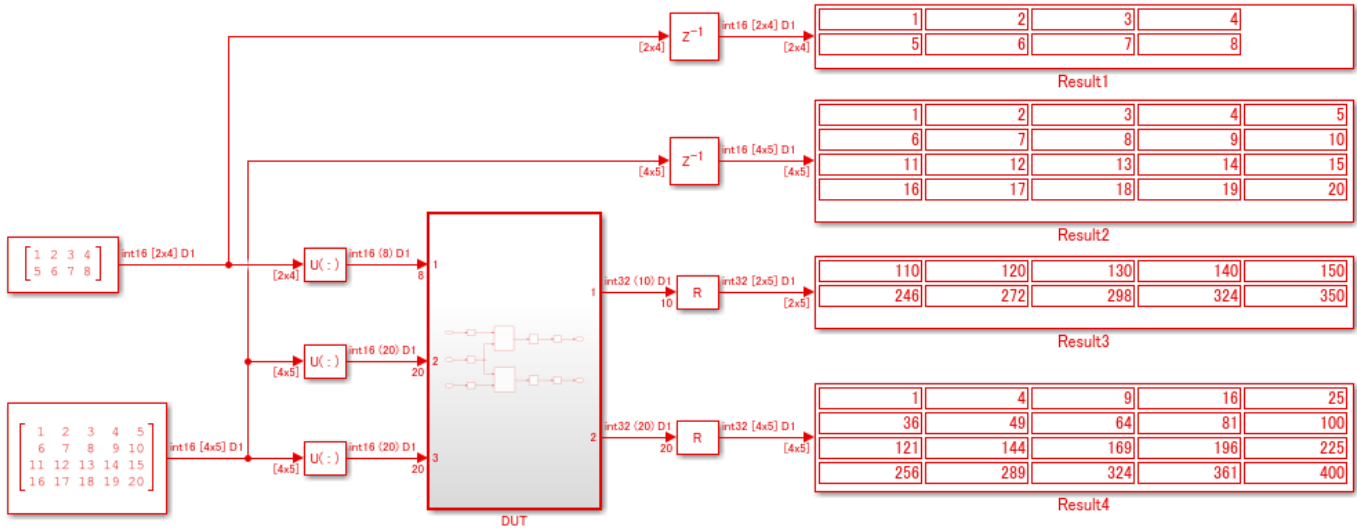 int16 [2x4] D1
[2x4]
Z⁻¹
int16 [2x4] D1
[2x4]
1 2 3 4
5 6 7 8
Result1
[4x5]
Z⁻¹
int16 [4x5] D1
[4x5]
1 2 3 4 5
6 7 8 9 10
11 12 13 14 15
16 17 18 19 20
Result2
1 2 3 4
5 6 7 8
[2x4]
U( : )
int16 (8) D1
8
1
1
int32 (10) D1
10
R
int32 [2x5] D1
[2x5]
110 120 130 140 150
246 272 298 324 350
Result3
[4x5]
U( : )
int16 (20) D1
20
2
1 2 3 4 5
6 7 8 9 10
11 12 13 14 15
16 17 18 19 20
int16 [4x5] D1
[4x5]
U( : )
int16 (20) D1
20
3
2
int32 (20) D1
20
R
int32 [4x5] D1
[4x5]
1 4 9 16 25
36 49 64 81 100
121 144 169 196 225
256 289 324 361 400
Result4
DUT